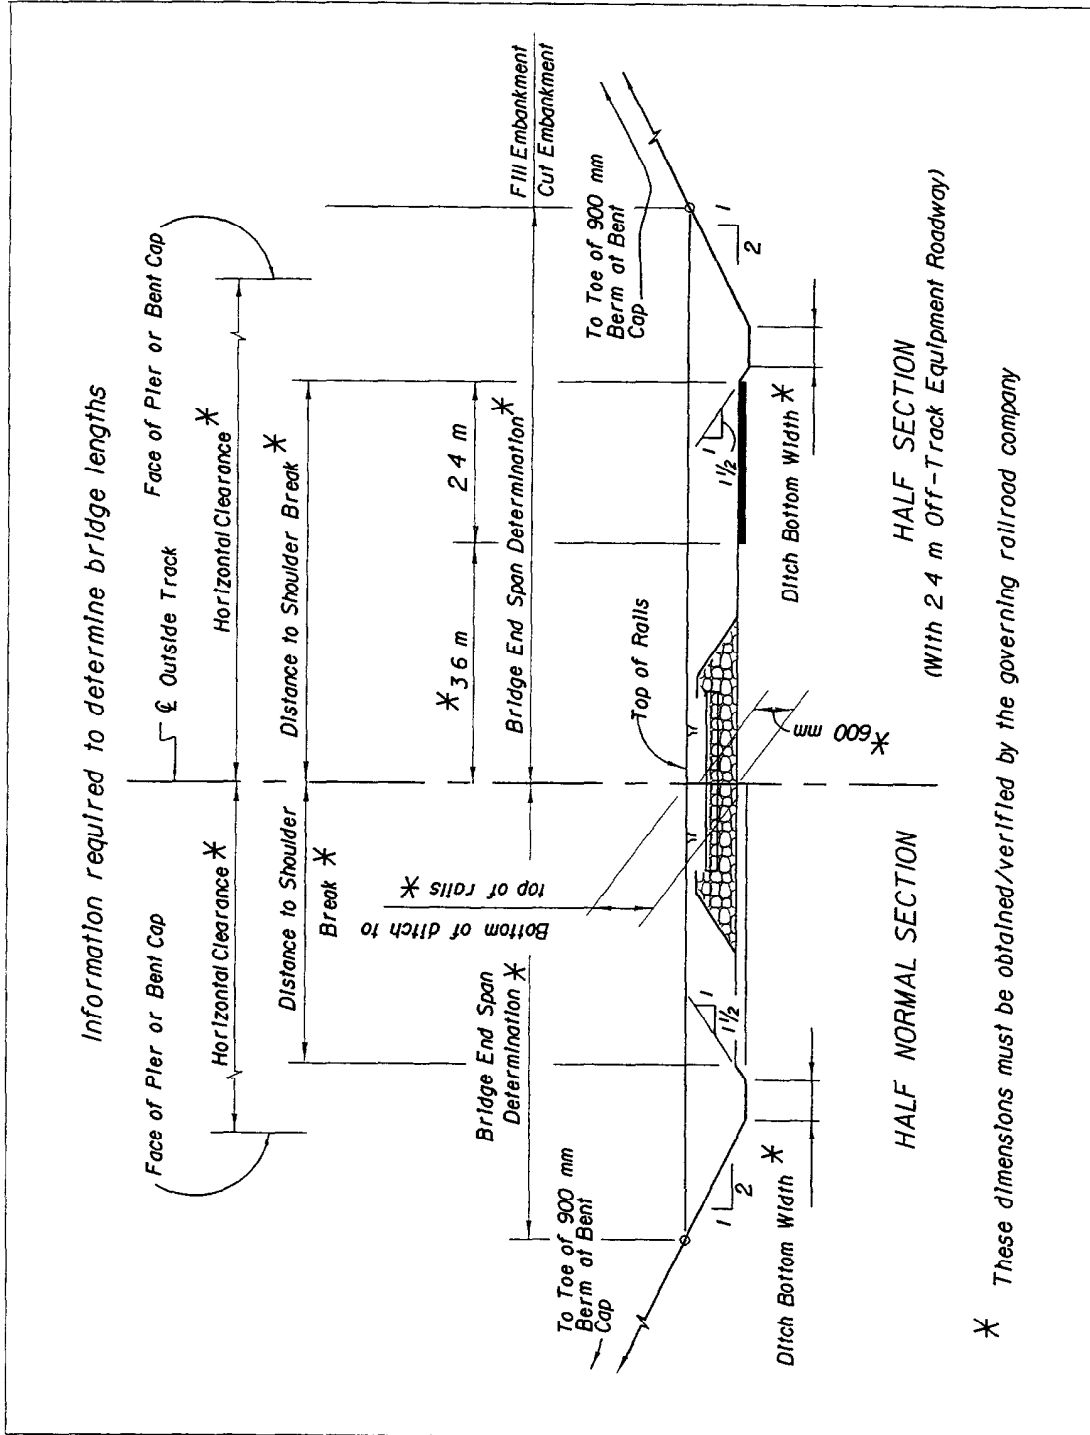 Information required to determine bridge lengths
Face of Pier or Bent Cap
℄ Outside Track
Face of Pier or Bent Cap
Horizontal Clearance *
Horizontal Clearance *
Distance to Shoulder
Break *
Distance to Shoulder Break *
Bottom of ditch to
top of rails *
*3 6 m
2 4 m
Bridge End Span
Determination *
Bridge End Span Determination *
Fill Embankment
Cut Embankment
To Toe of 900 mm
Berm at Bent
Cap
To Toe of 900 mm
Berm at Bent
Cap
Top of Rails
1
1½
1
1½
1
2
1
2
*600 mm
Ditch Bottom Width *
Ditch Bottom Width *
HALF NORMAL SECTION
HALF SECTION
(With 2 4 m Off-Track Equipment Roadway)
* These dimensions must be obtained/verified by the governing railroad company